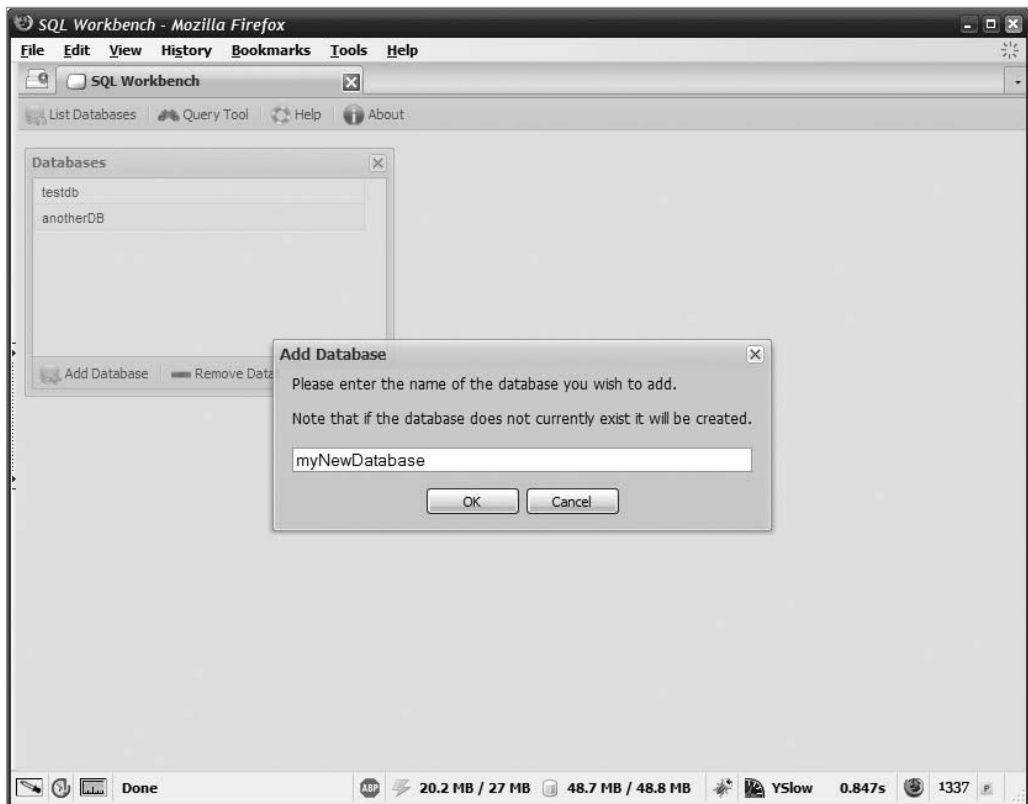 SQL Workbench - Mozilla Firefox
File Edit View History Bookmarks Tools Help
SQL Workbench
List Databases Query Tool Help About
Databases
testdb
anotherDB
Add Database Remove Data
Add Database
Please enter the name of the database you wish to add.
Note that if the database does not currently exist it will be created.
myNewDatabase
OK Cancel
Done ABP 20.2 MB / 27 MB 48.7 MB / 48.8 MB YSlow 0.847s 1337